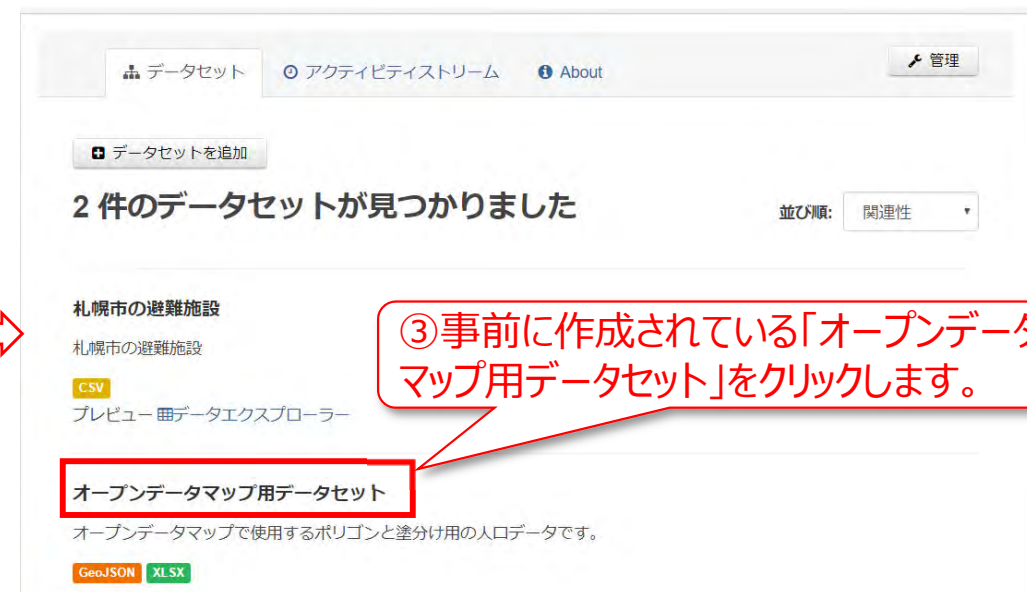 データセット アクティビティストリーム About 管理
データセットを追加
2 件のデータセットが見つかりました
並び順: 関連性
札幌市の避難施設
札幌市の避難施設
CSV
プレビュー データエクスプローラー
③事前に作成されている「オープンデータ
マップ用データセット」をクリックします。
オープンデータマップ用データセット
オープンデータマップで使用するポリゴンと塗分け用の人口データです。
GeoJSON XLSX